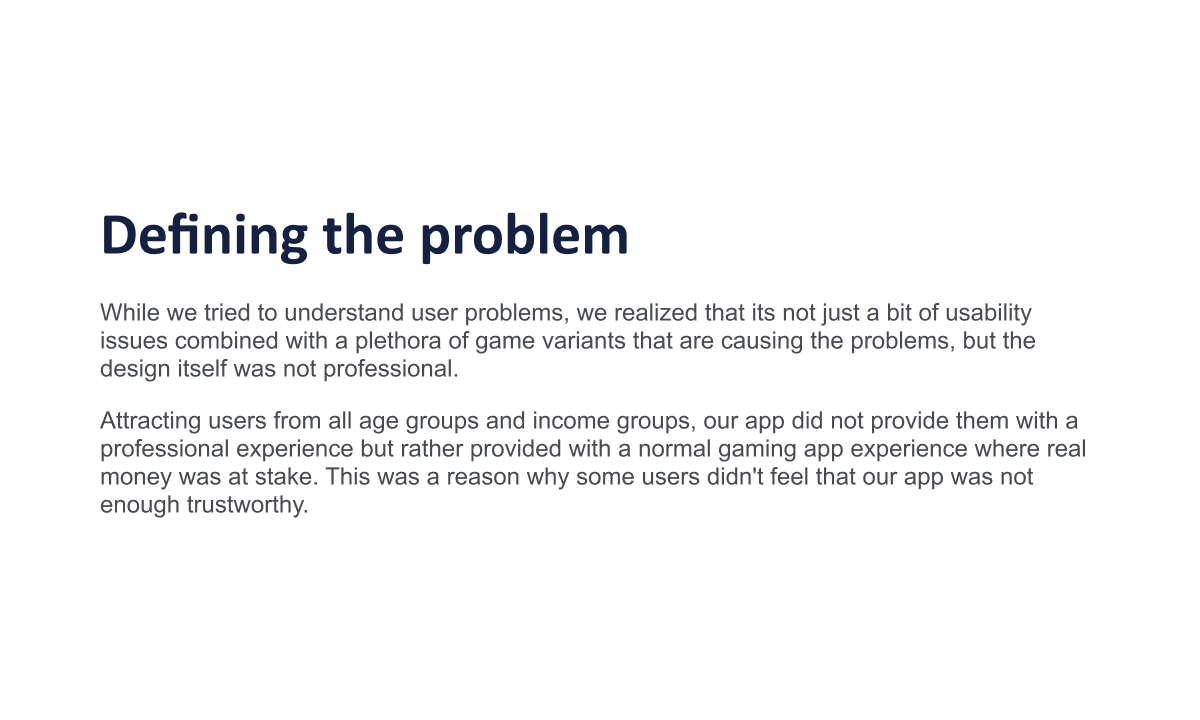 Defining the problem
While we tried to understand user problems, we realized that its not just a bit of usability
issues combined with a plethora of game variants that are causing the problems, but the
design itself was not professional.
Attracting users from all age groups and income groups, our app did not provide them with a
professional experience but rather provided with a normal gaming app experience where real
money was at stake. This was a reason why some users didn't feel that our app was not
enough trustworthy.